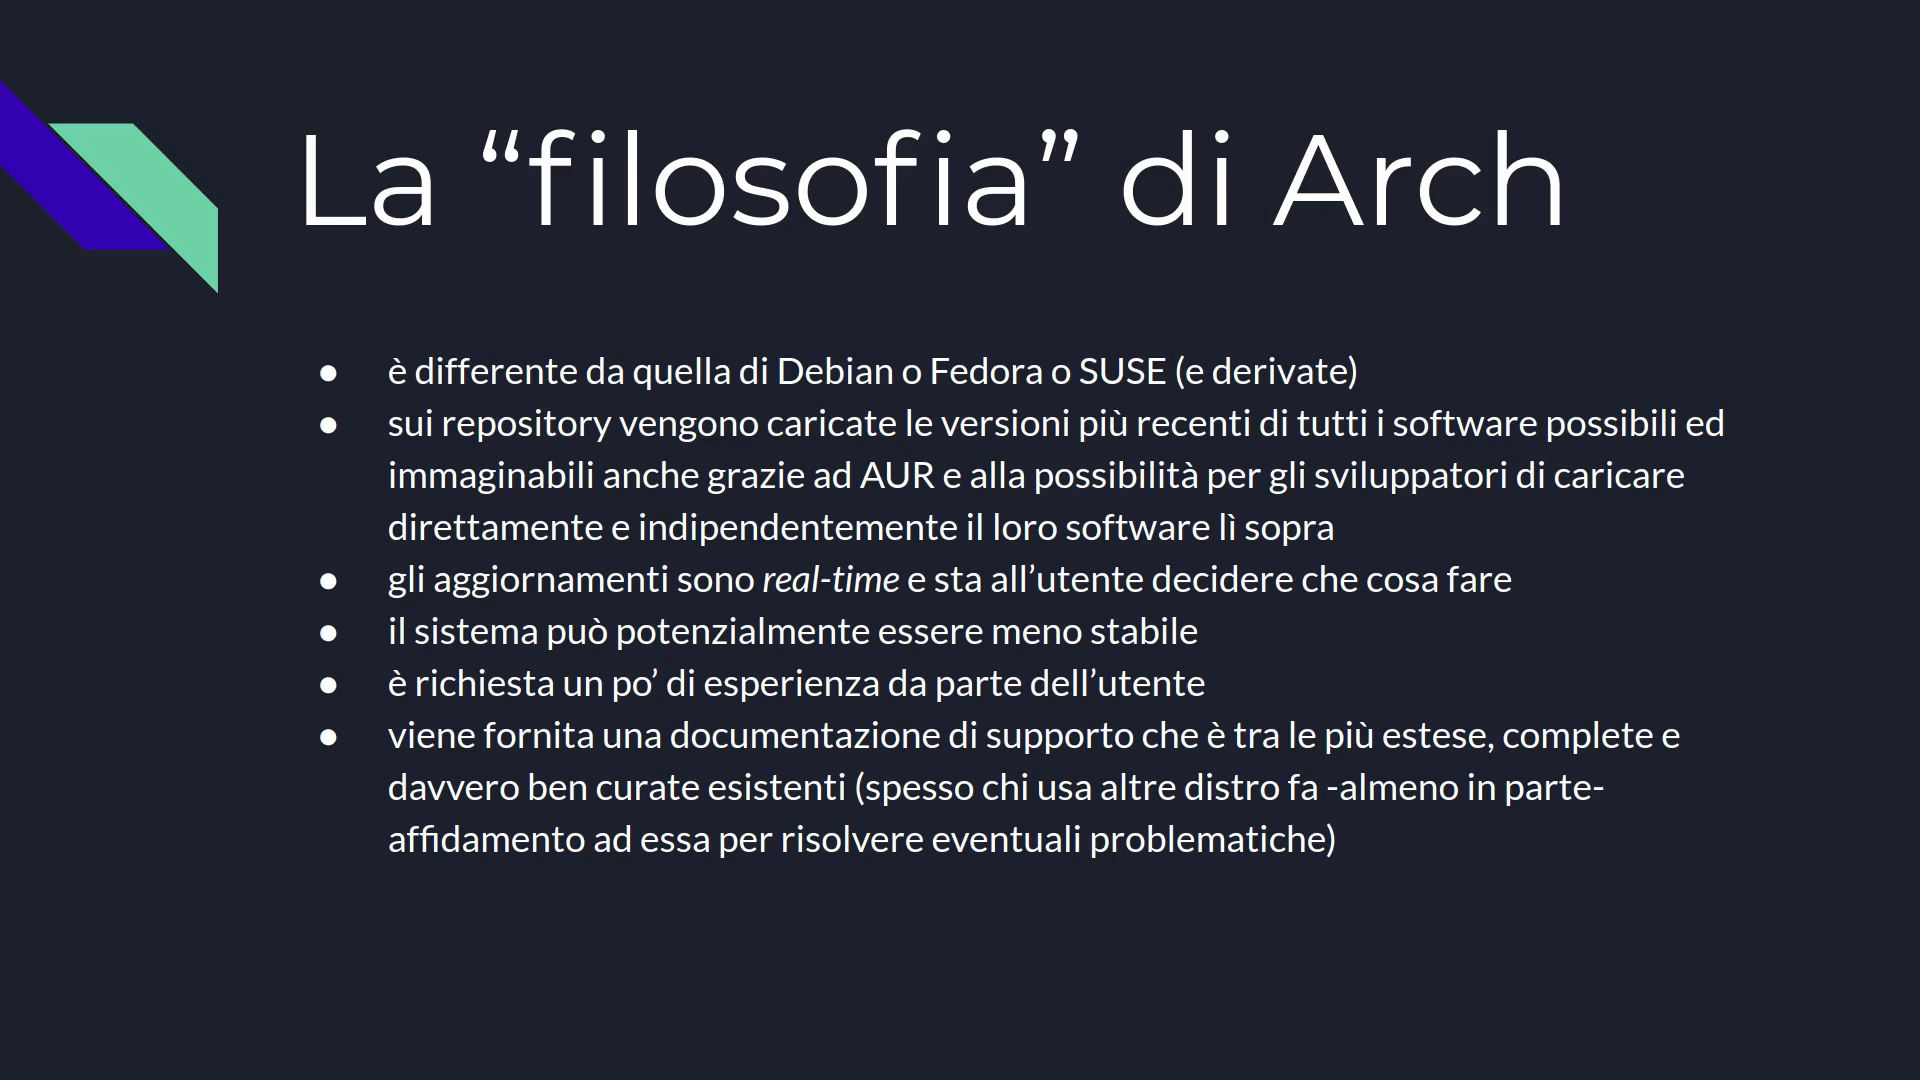 La “filosofia” di Arch
● è differente da quella di Debian o Fedora o SUSE (e derivate)
● sui repository vengono caricate le versioni più recenti di tutti i software possibili ed
immaginabili anche grazie ad AUR e alla possibilità per gli sviluppatori di caricare
direttamente e indipendentemente il loro software lì sopra
● gli aggiornamenti sono real-time e sta all’utente decidere che cosa fare
● il sistema può potenzialmente essere meno stabile
● è richiesta un po’ di esperienza da parte dell’utente
● viene fornita una documentazione di supporto che è tra le più estese, complete e
davvero ben curate esistenti (spesso chi usa altre distro fa -almeno in parte-
affidamento ad essa per risolvere eventuali problematiche)